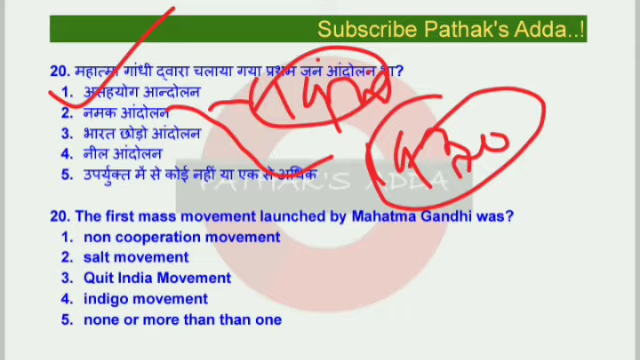 Subscribe Pathak's Adda..!
20. महात्मा गांधी द्वारा चलाया गया प्रथम जन आंदोलन था?
1. असहयोग आन्दोलन
2. नमक आंदोलन
3. भारत छोड़ो आंदोलन
4. नील आंदोलन
5. उपर्युक्त में से कोई नहीं या एक से अधिक
PATHAK'S ADDA
20. The first mass movement launched by Mahatma Gandhi was?
1. non cooperation movement
2. salt movement
3. Quit India Movement
4. indigo movement
5. none or more than than one